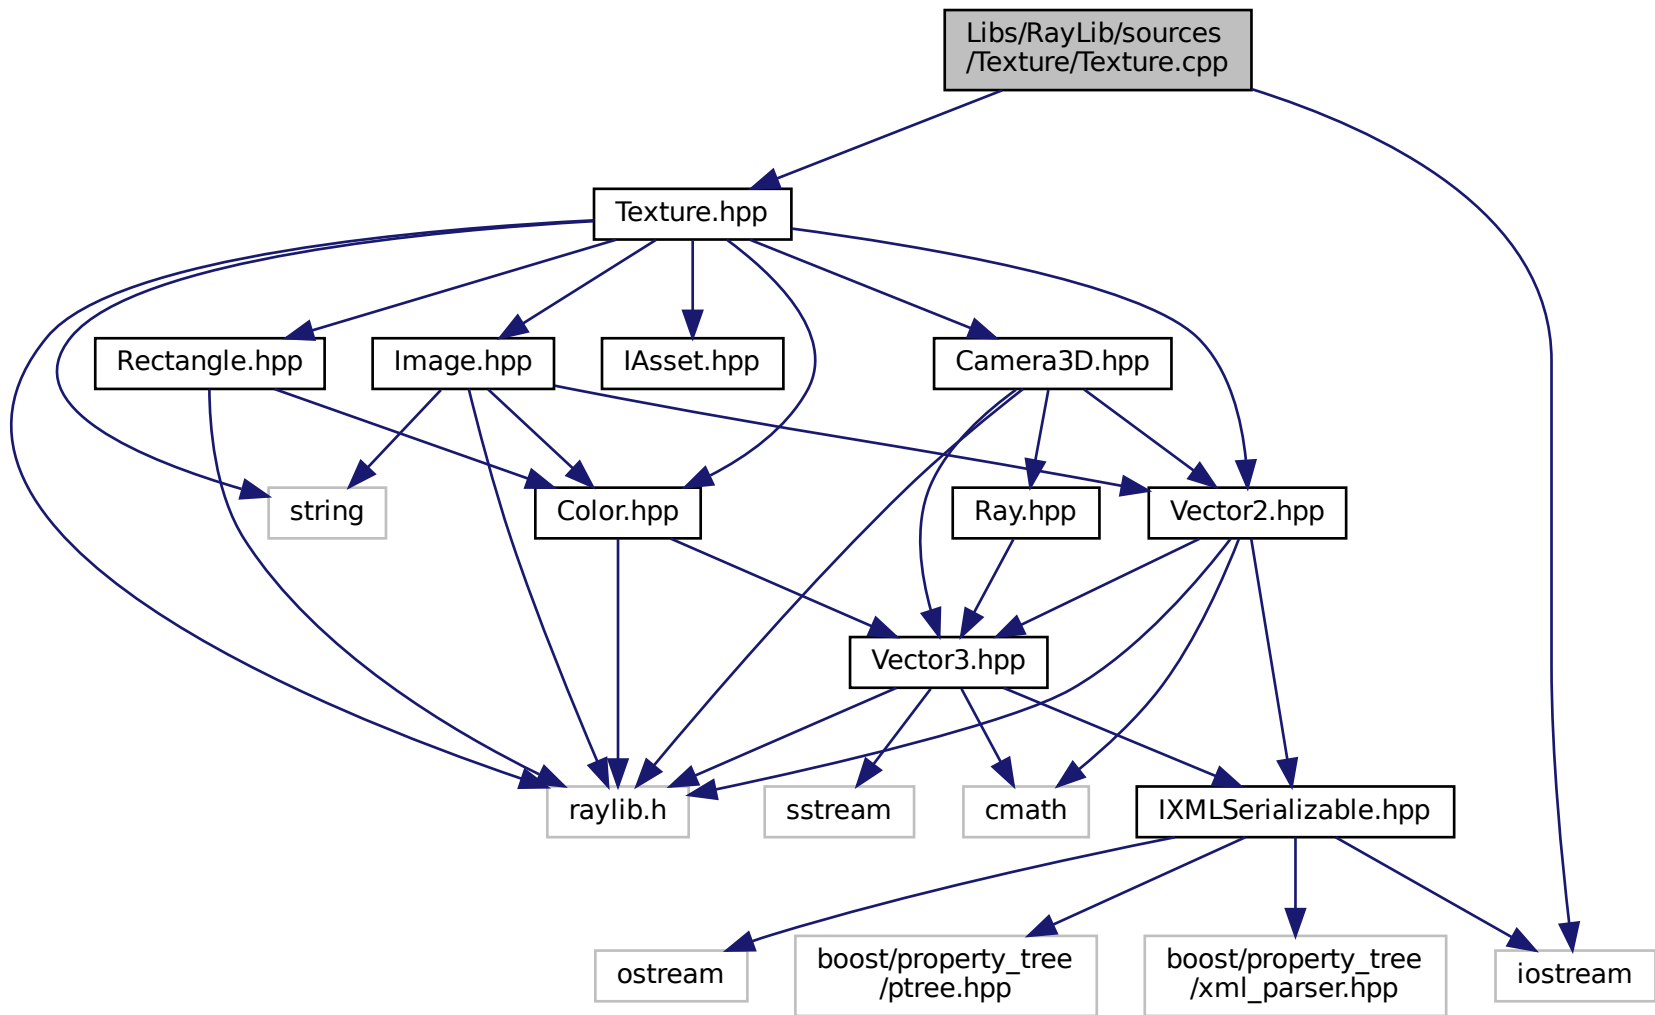 Libs/RayLib/sources
/Texture/Texture.cpp
Texture.hpp
Rectangle.hpp
Image.hpp
IAsset.hpp
Camera3D.hpp
string
Color.hpp
Ray.hpp
Vector2.hpp
Vector3.hpp
raylib.h
sstream
cmath
IXMLSerializable.hpp
ostream
boost/property_tree
/ptree.hpp
boost/property_tree
/xml_parser.hpp
iostream